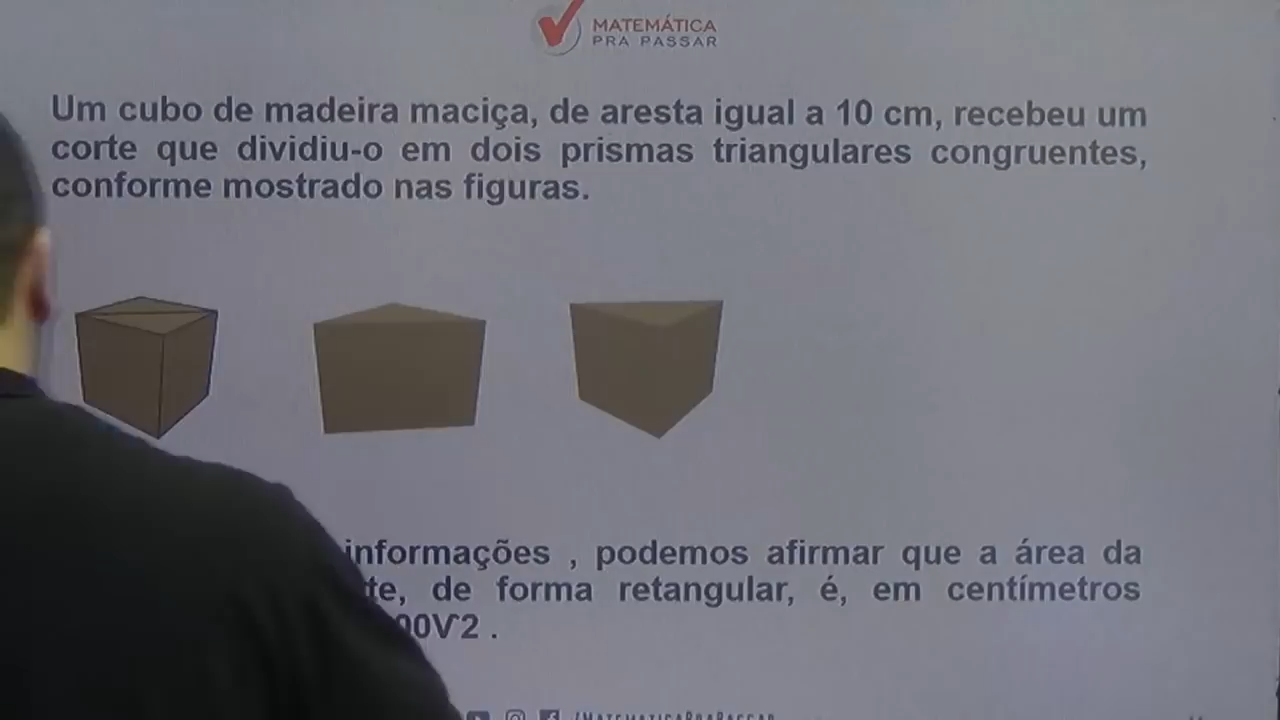 MATEMÁTICA
PRA PASSAR
Um cubo de madeira maciça, de aresta igual a 10 cm, recebeu um
corte que dividiu-o em dois prismas triangulares congruentes,
conforme mostrado nas figuras.
informações , podemos afirmar que a área da
de forma retangular, é, em centímetros
00V2 .
/MATEMATICAPRAPASSAR